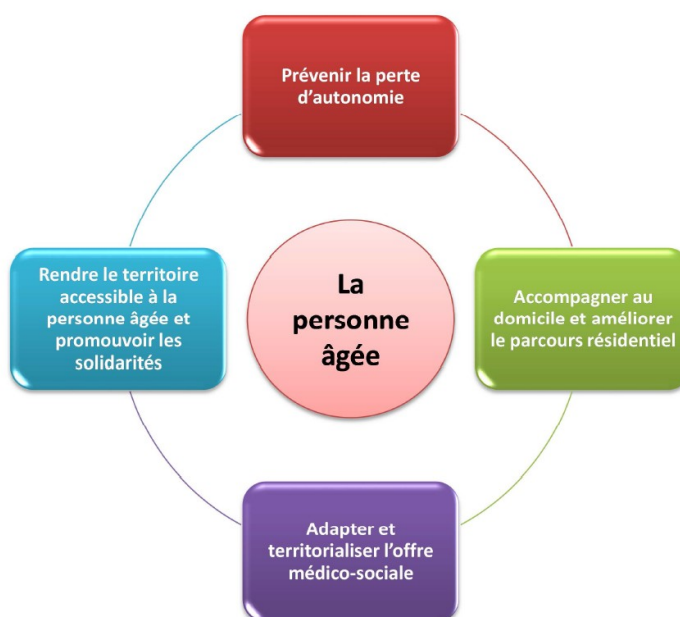 Prévenir la perte
d'autonomie
Rendre le territoire
accessible à la
personne âgée et
promouvoir les
solidarités
La
personne
âgée
Accompagner au
domicile et améliorer
le parcours résidentiel
Adapter et
territorialiser l'offre
médico-sociale